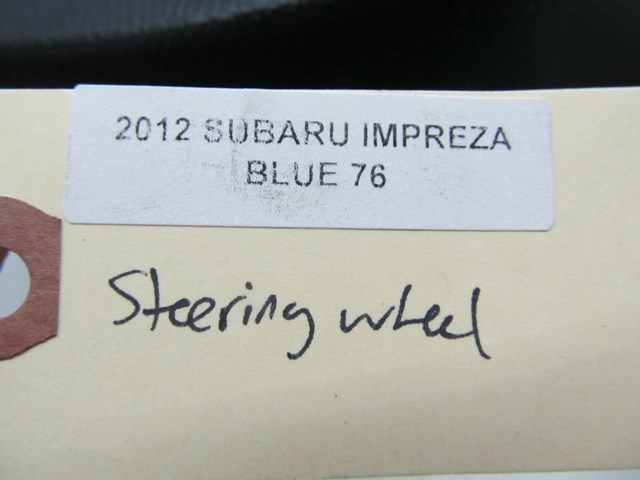 2012 SUBARU IMPREZA
BLUE 76
Steering wheel